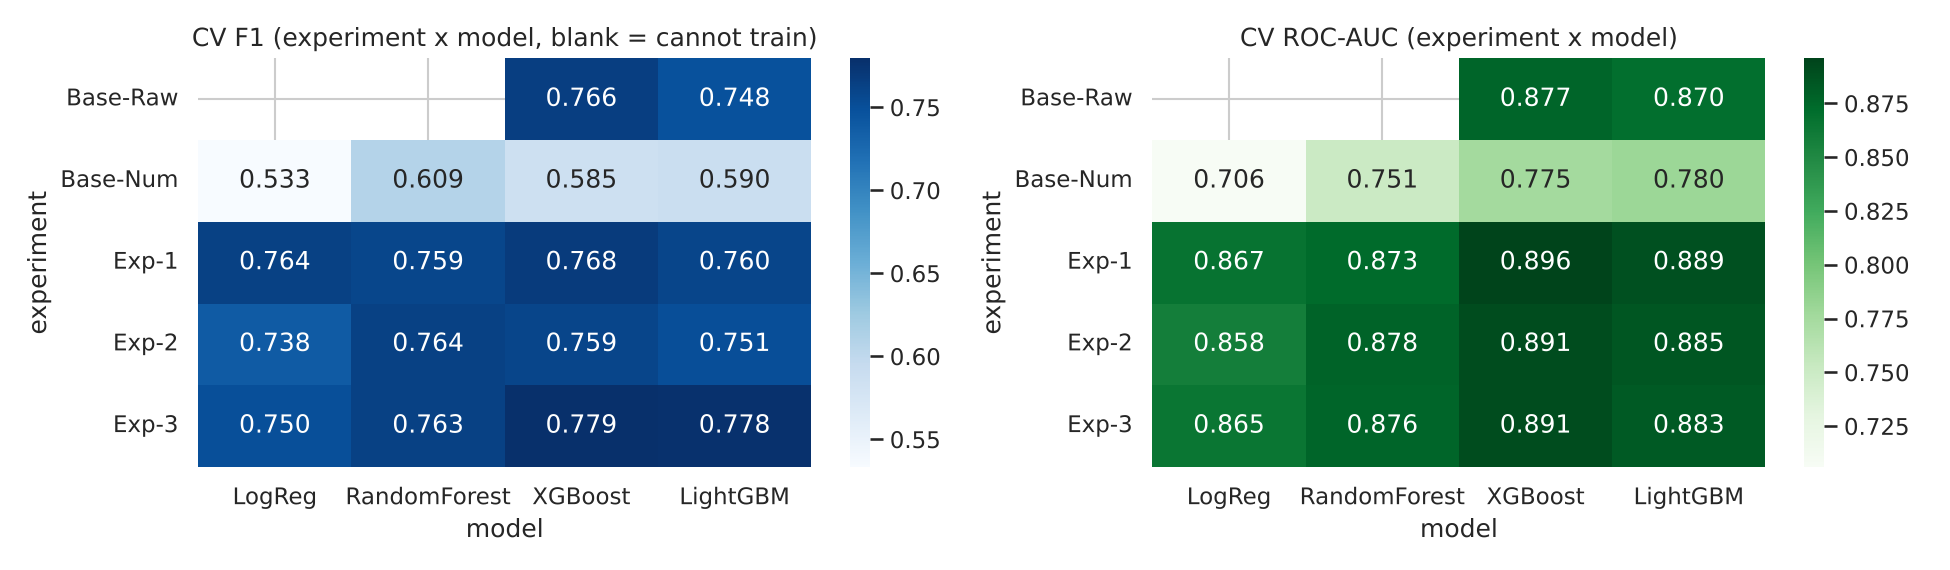 CV F1 (experiment x model, blank = cannot train)
experiment
Base-Raw 0.766 0.748
Base-Num 0.533 0.609 0.585 0.590
Exp-1 0.764 0.759 0.768 0.760
Exp-2 0.738 0.764 0.759 0.751
Exp-3 0.750 0.763 0.779 0.778
LogReg RandomForest XGBoost LightGBM
model
0.75
0.70
0.65
0.60
0.55
CV ROC-AUC (experiment x model)
experiment
Base-Raw 0.877 0.870
Base-Num 0.706 0.751 0.775 0.780
Exp-1 0.867 0.873 0.896 0.889
Exp-2 0.858 0.878 0.891 0.885
Exp-3 0.865 0.876 0.891 0.883
LogReg RandomForest XGBoost LightGBM
model
0.875
0.850
0.825
0.800
0.775
0.750
0.725